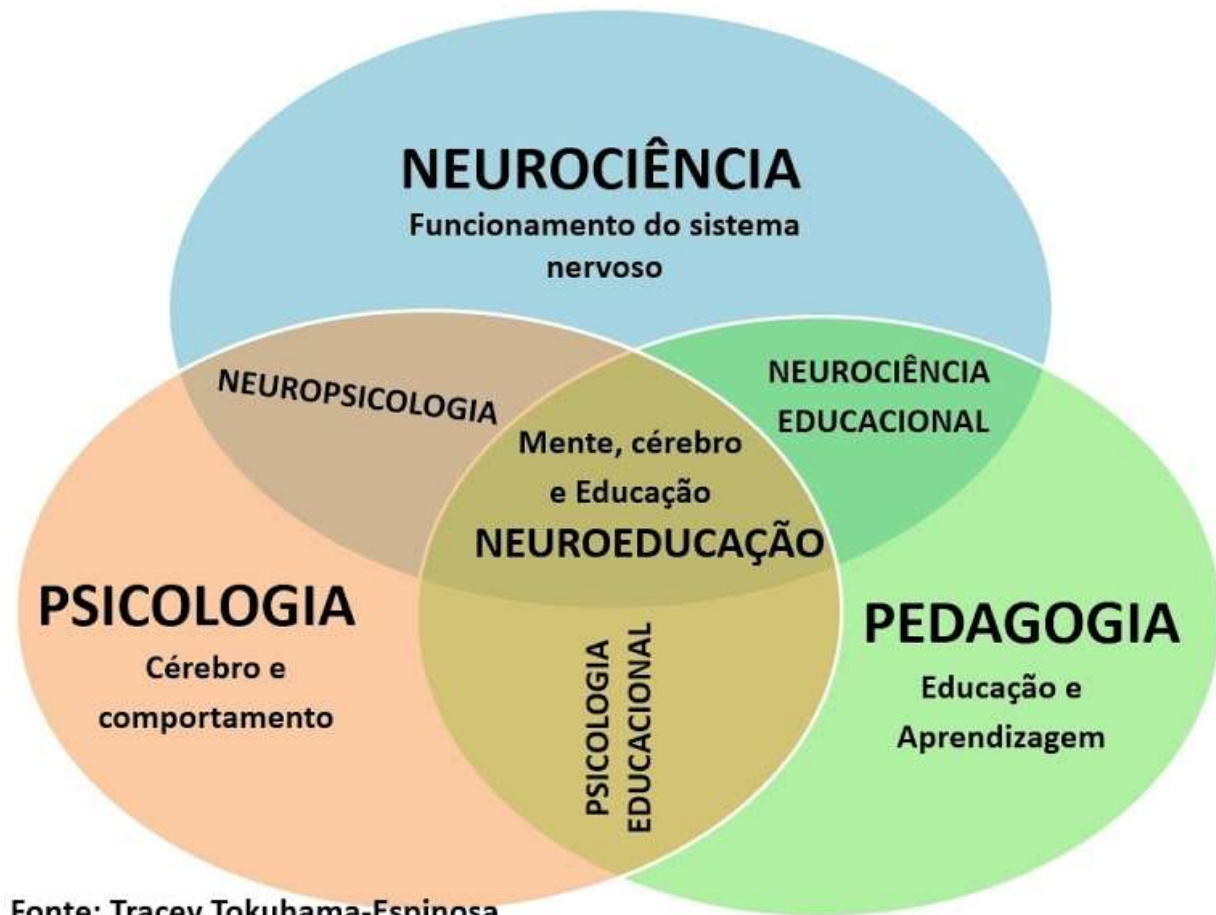 NEUROCIÊNCIA
Funcionamento do sistema
nervoso
NEUROPSICOLOGIA
NEUROCIÊNCIA
EDUCACIONAL
Mente, cérebro
e Educação
NEUROEDUCAÇÃO
PSICOLOGIA
Cérebro e
comportamento
PSICOLOGIA
EDUCACIONAL
PEDAGOGIA
Educação e
Aprendizagem
Fonte: Tracey Tokuhama-Espinosa